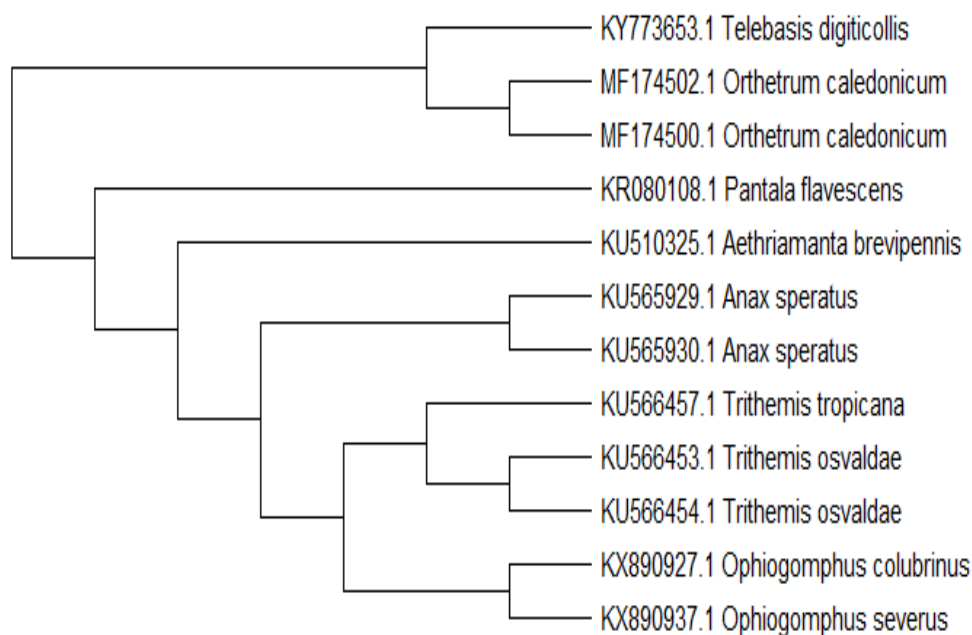 KY773653.1 Telebasis digiticollis
MF174502.1 Orthetrum caledonicum
MF174500.1 Orthetrum caledonicum
KR080108.1 Pantala flavescens
KU510325.1 Aethriamanta brevipennis
KU565929.1 Anax speratus
KU565930.1 Anax speratus
KU566457.1 Trithemis tropicana
KU566453.1 Trithemis osvaldae
KU566454.1 Trithemis osvaldae
KX890927.1 Ophiogomphus colubrinus
KX890937.1 Ophiogomphus severus